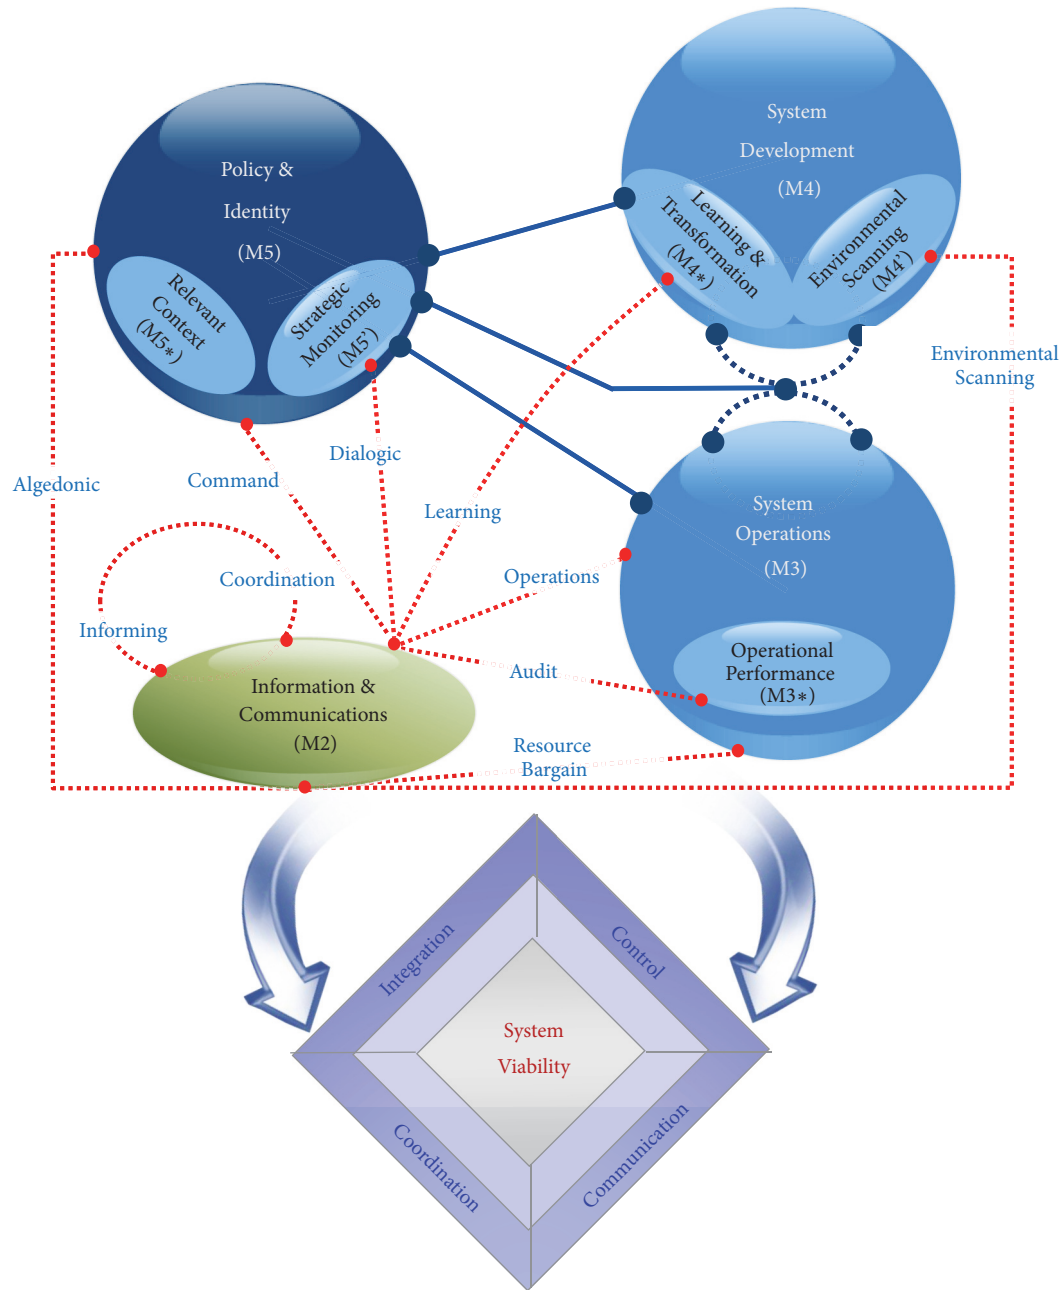 Policy &
Identity
(M5)
Relevant
Context
(M5*)
Strategic
Monitoring
(M5’)
System
Development
(M4)
Learning &
Transformation
(M4*)
Environmental
Scanning
(M4’)
Environmental
Scanning
Algedonic
Command
Dialogic
Learning
Coordination
Informing
Operations
Audit
Resource
Bargain
System
Operations
(M3)
Operational
Performance
(M3*)
Information &
Communications
(M2)
Integration
Control
System
Viability
Coordination
Communication